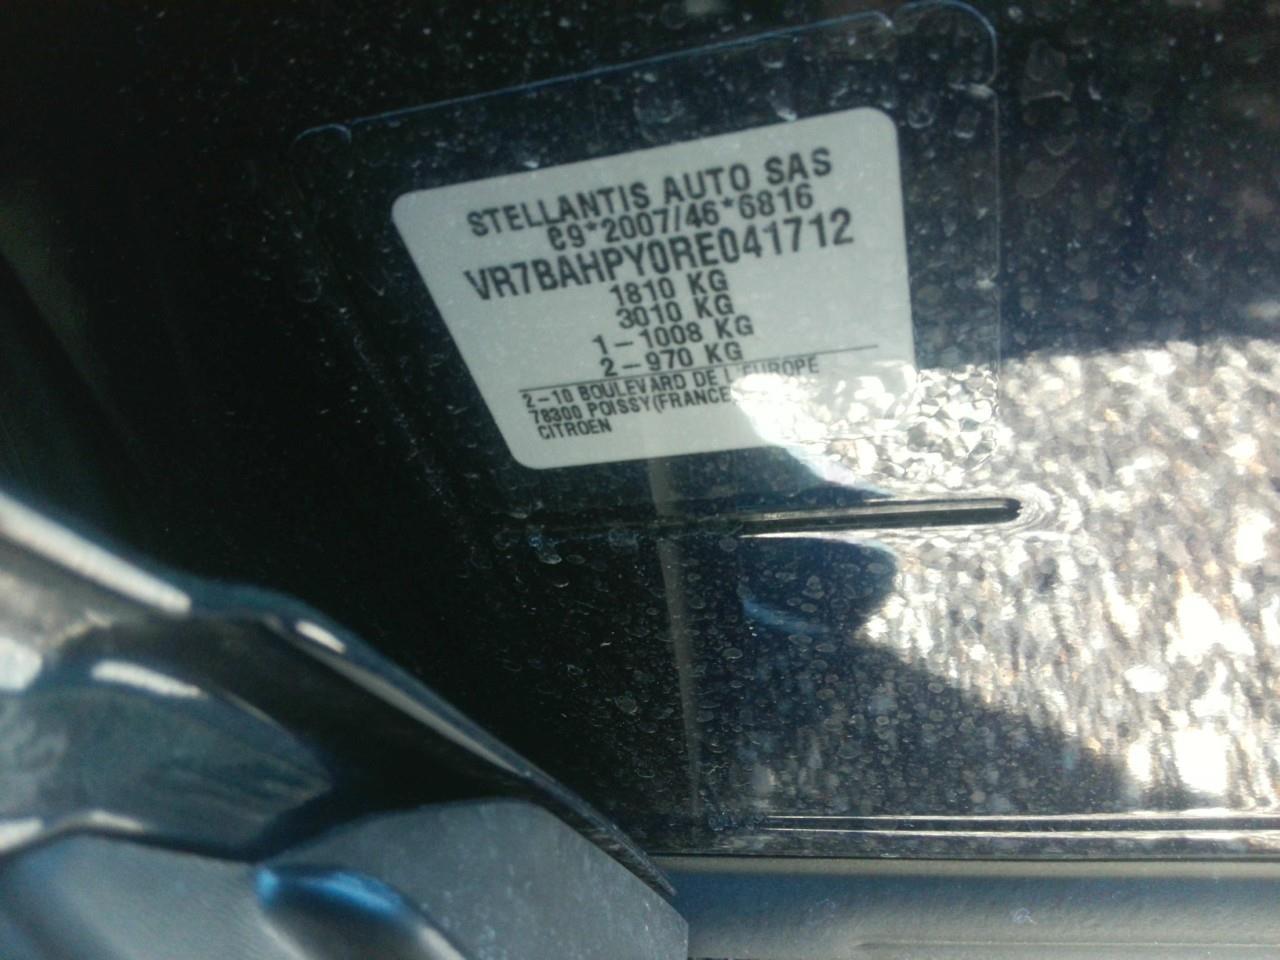 STELLANTIS AUTO SAS
e9*2007/46*6816
VR7BAHPY0RE041712
1810 KG
3010 KG
1-1008 KG
2-970 KG
2-10 BOULEVARD DE L'EUROPE
78300 POISSY(FRANCE)
CITROEN